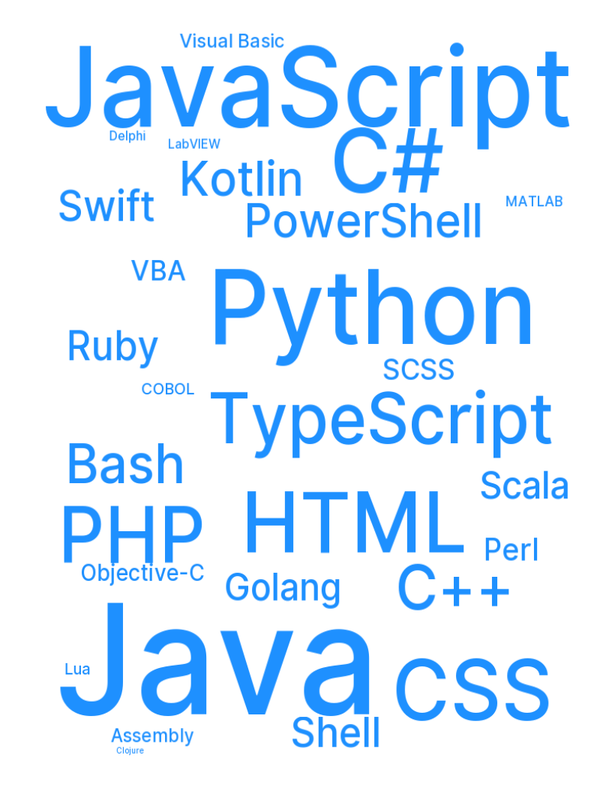 Visual Basic
JavaScript
Delphi
LabVIEW
C#
Kotlin
Swift
MATLAB
PowerShell
VBA
Python
Ruby
SCSS
COBOL
TypeScript
Bash
Scala
PHP
HTML
Perl
Objective-C
Golang
C++
Java
Lua
CSS
Shell
Assembly
Clojure